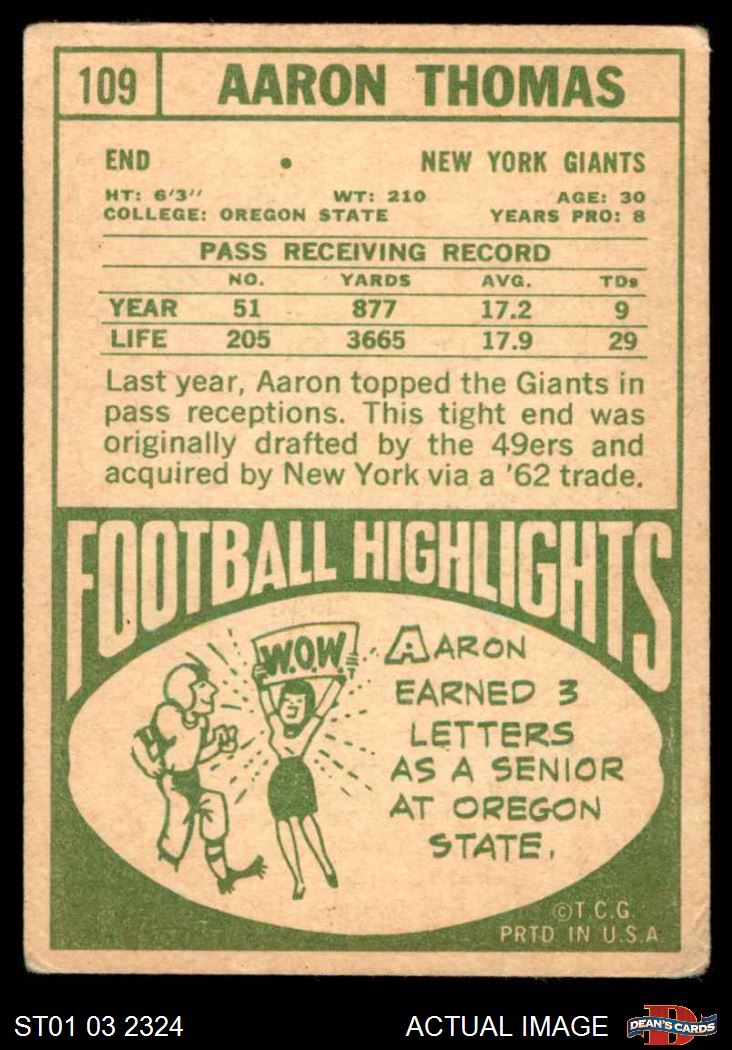 109 AARON THOMAS
END • NEW YORK GIANTS
HT: 6'3'' WT: 210 AGE: 30
COLLEGE: OREGON STATE YEARS PRO: 8
PASS RECEIVING RECORD
NO. YARDS AVG. TDs
YEAR 51 877 17.2 9
LIFE 205 3665 17.9 29
Last year, Aaron topped the Giants in
pass receptions. This tight end was
originally drafted by the 49ers and
acquired by New York via a '62 trade.
FOOTBALL HIGHLIGHTS
W.O.W
AARON
EARNED 3
LETTERS
AS A SENIOR
AT OREGON
STATE.
©T.C.G.
PRTD IN U.S.A.
ST01 03 2324 ACTUAL IMAGE D DEAN'S CARDS